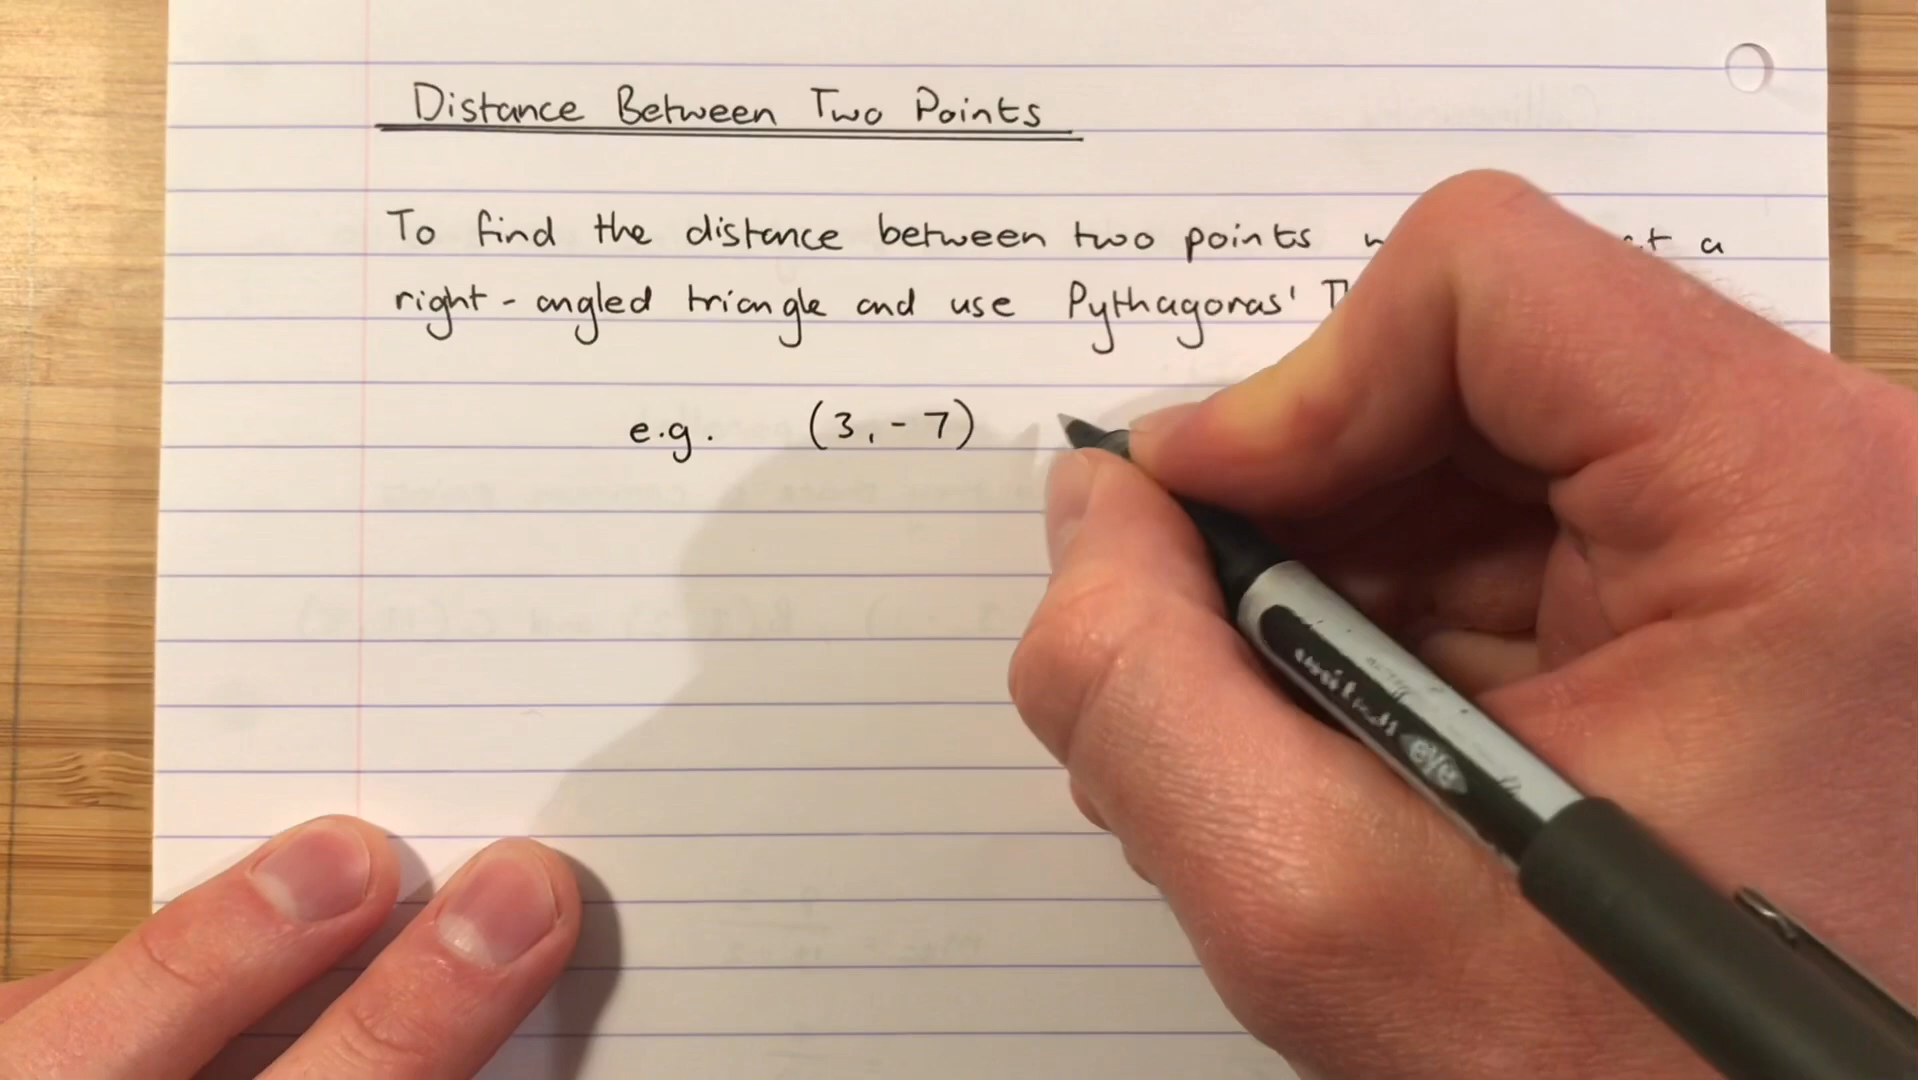 Distance Between Two Points
To find the distance between two points a
right-angled triangle and use Pythagoras'
e.g. (3,-7)
eye